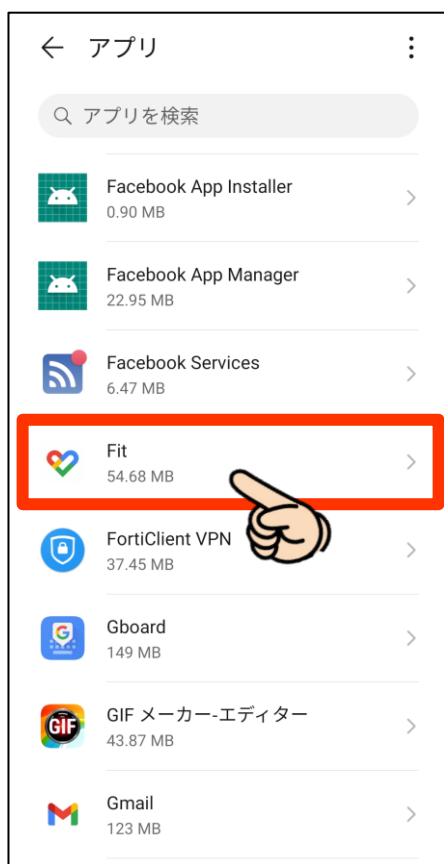 アプリ
アプリを検索
Facebook App Installer
0.90 MB
Facebook App Manager
22.95 MB
Facebook Services
6.47 MB
Fit
54.68 MB
FortiClient VPN
37.45 MB
Gboard
149 MB
GIF メーカー-エディター
GIF
43.87 MB
Gmail
123 MB